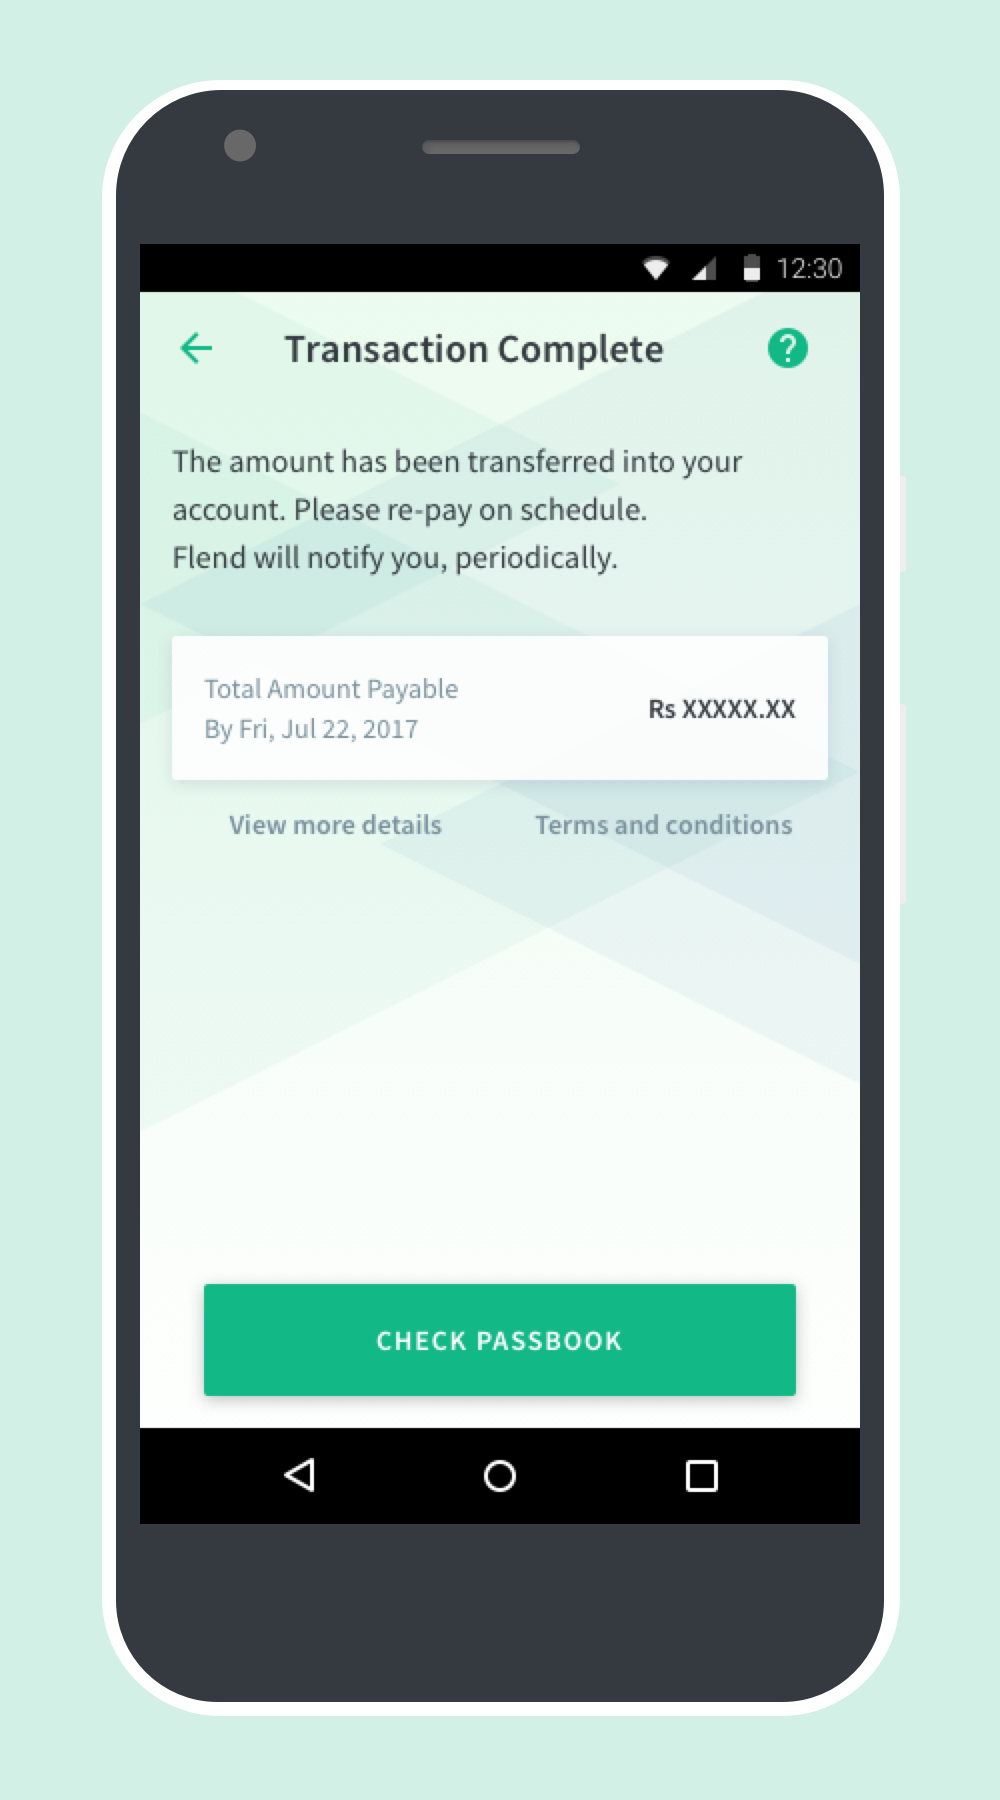 12:30
Transaction Complete
The amount has been transferred into your
account. Please re-pay on schedule.
Flend will notify you, periodically.
Total Amount Payable
By Fri, Jul 22, 2017
Rs XXXXX.XX
View more details
Terms and conditions
CHECK PASSBOOK